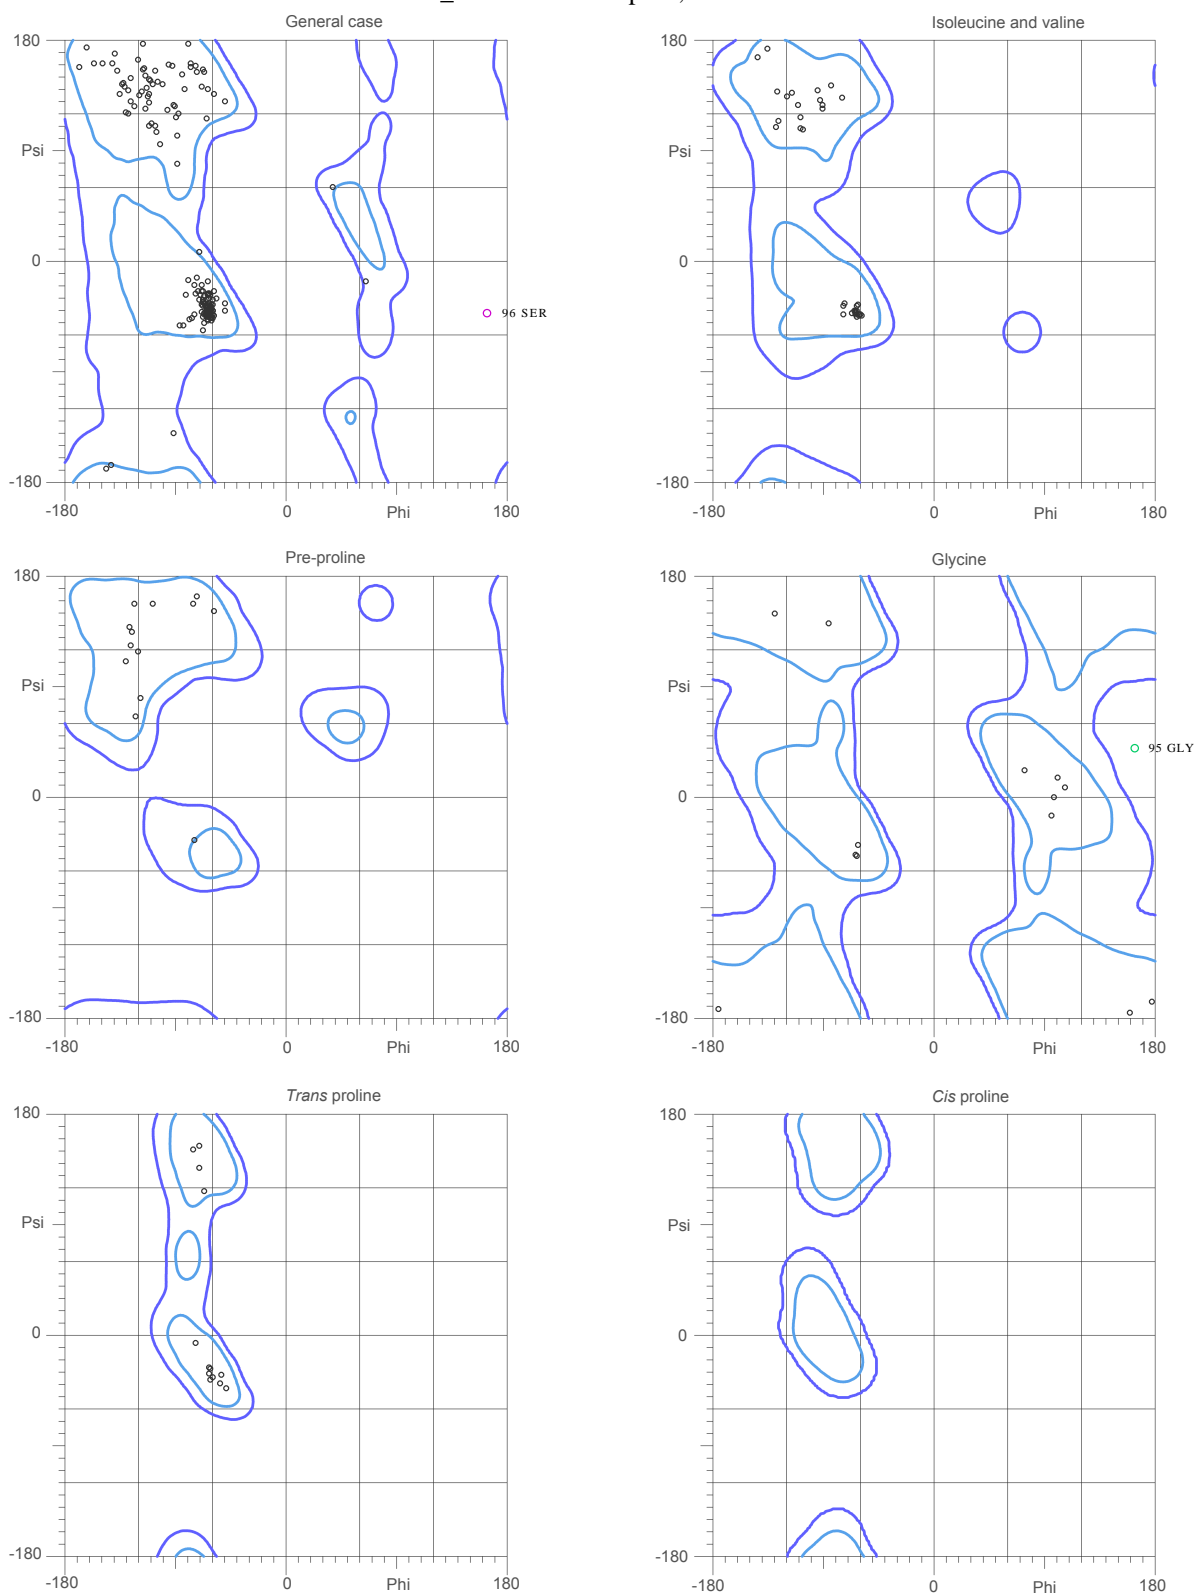 General case
180
Psi
0
-180
-180
0
Phi
180
96 SER
Isoleucine and valine
180
Psi
0
-180
-180
0
Phi
180
Pre-proline
180
Psi
0
-180
-180
0
Phi
180
Glycine
180
Psi
0
-180
-180
0
Phi
180
95 GLY
Trans proline
180
Psi
0
-180
-180
0
Phi
180
Cis proline
180
Psi
0
-180
-180
0
Phi
180